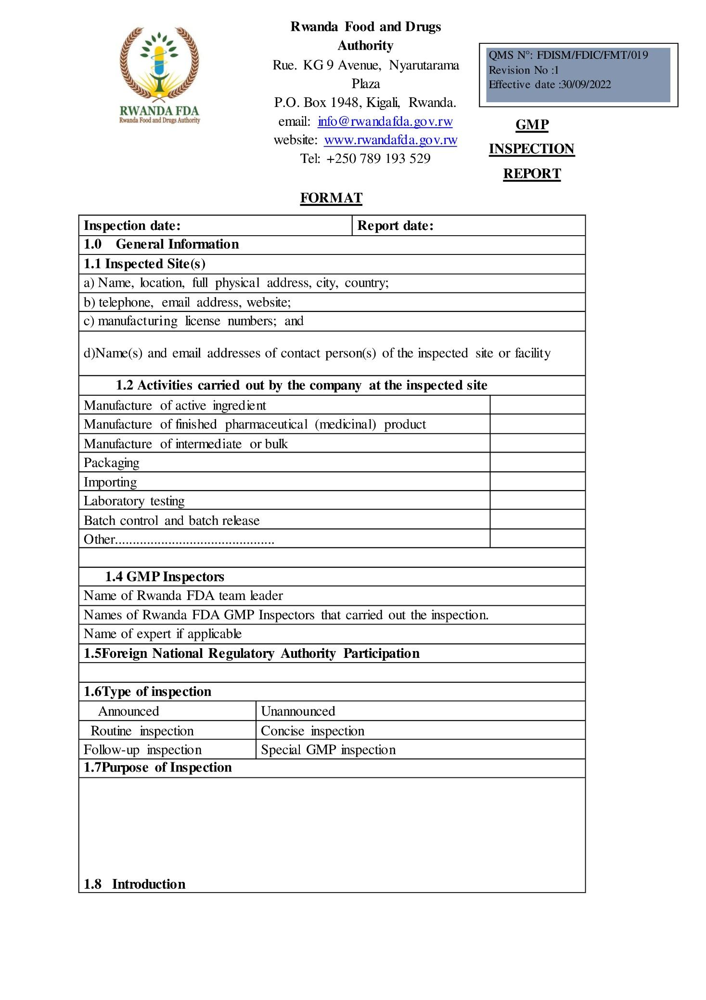 RWANDA FDA
Rwanda Food and Drugs Authority
Rwanda Food and Drugs
Authority
Rue. KG 9 Avenue, Nyarutarama
Plaza
P.O. Box 1948, Kigali, Rwanda.
email: info@rwandafda.gov.rw
website: www.rwandafda.gov.rw
Tel: +250 789 193 529
QMS N°: FDISM/FDIC/FMT/019
Revision No :1
Effective date :30/09/2022
GMP
INSPECTION
REPORT
FORMAT
Inspection date: Report date:
1.0 General Information
1.1 Inspected Site(s)
a) Name, location, full physical address, city, country;
b) telephone, email address, website;
c) manufacturing license numbers; and
d)Name(s) and email addresses of contact person(s) of the inspected site or facility
1.2 Activities carried out by the company at the inspected site
Manufacture of active ingredient
Manufacture of finished pharmaceutical (medicinal) product
Manufacture of intermediate or bulk
Packaging
Importing
Laboratory testing
Batch control and batch release
Other.............................................
1.4 GMP Inspectors
Name of Rwanda FDA team leader
Names of Rwanda FDA GMP Inspectors that carried out the inspection.
Name of expert if applicable
1.5Foreign National Regulatory Authority Participation
1.6Type of inspection
Announced Unannounced
Routine inspection Concise inspection
Follow-up inspection Special GMP inspection
1.7Purpose of Inspection
1.8 Introduction